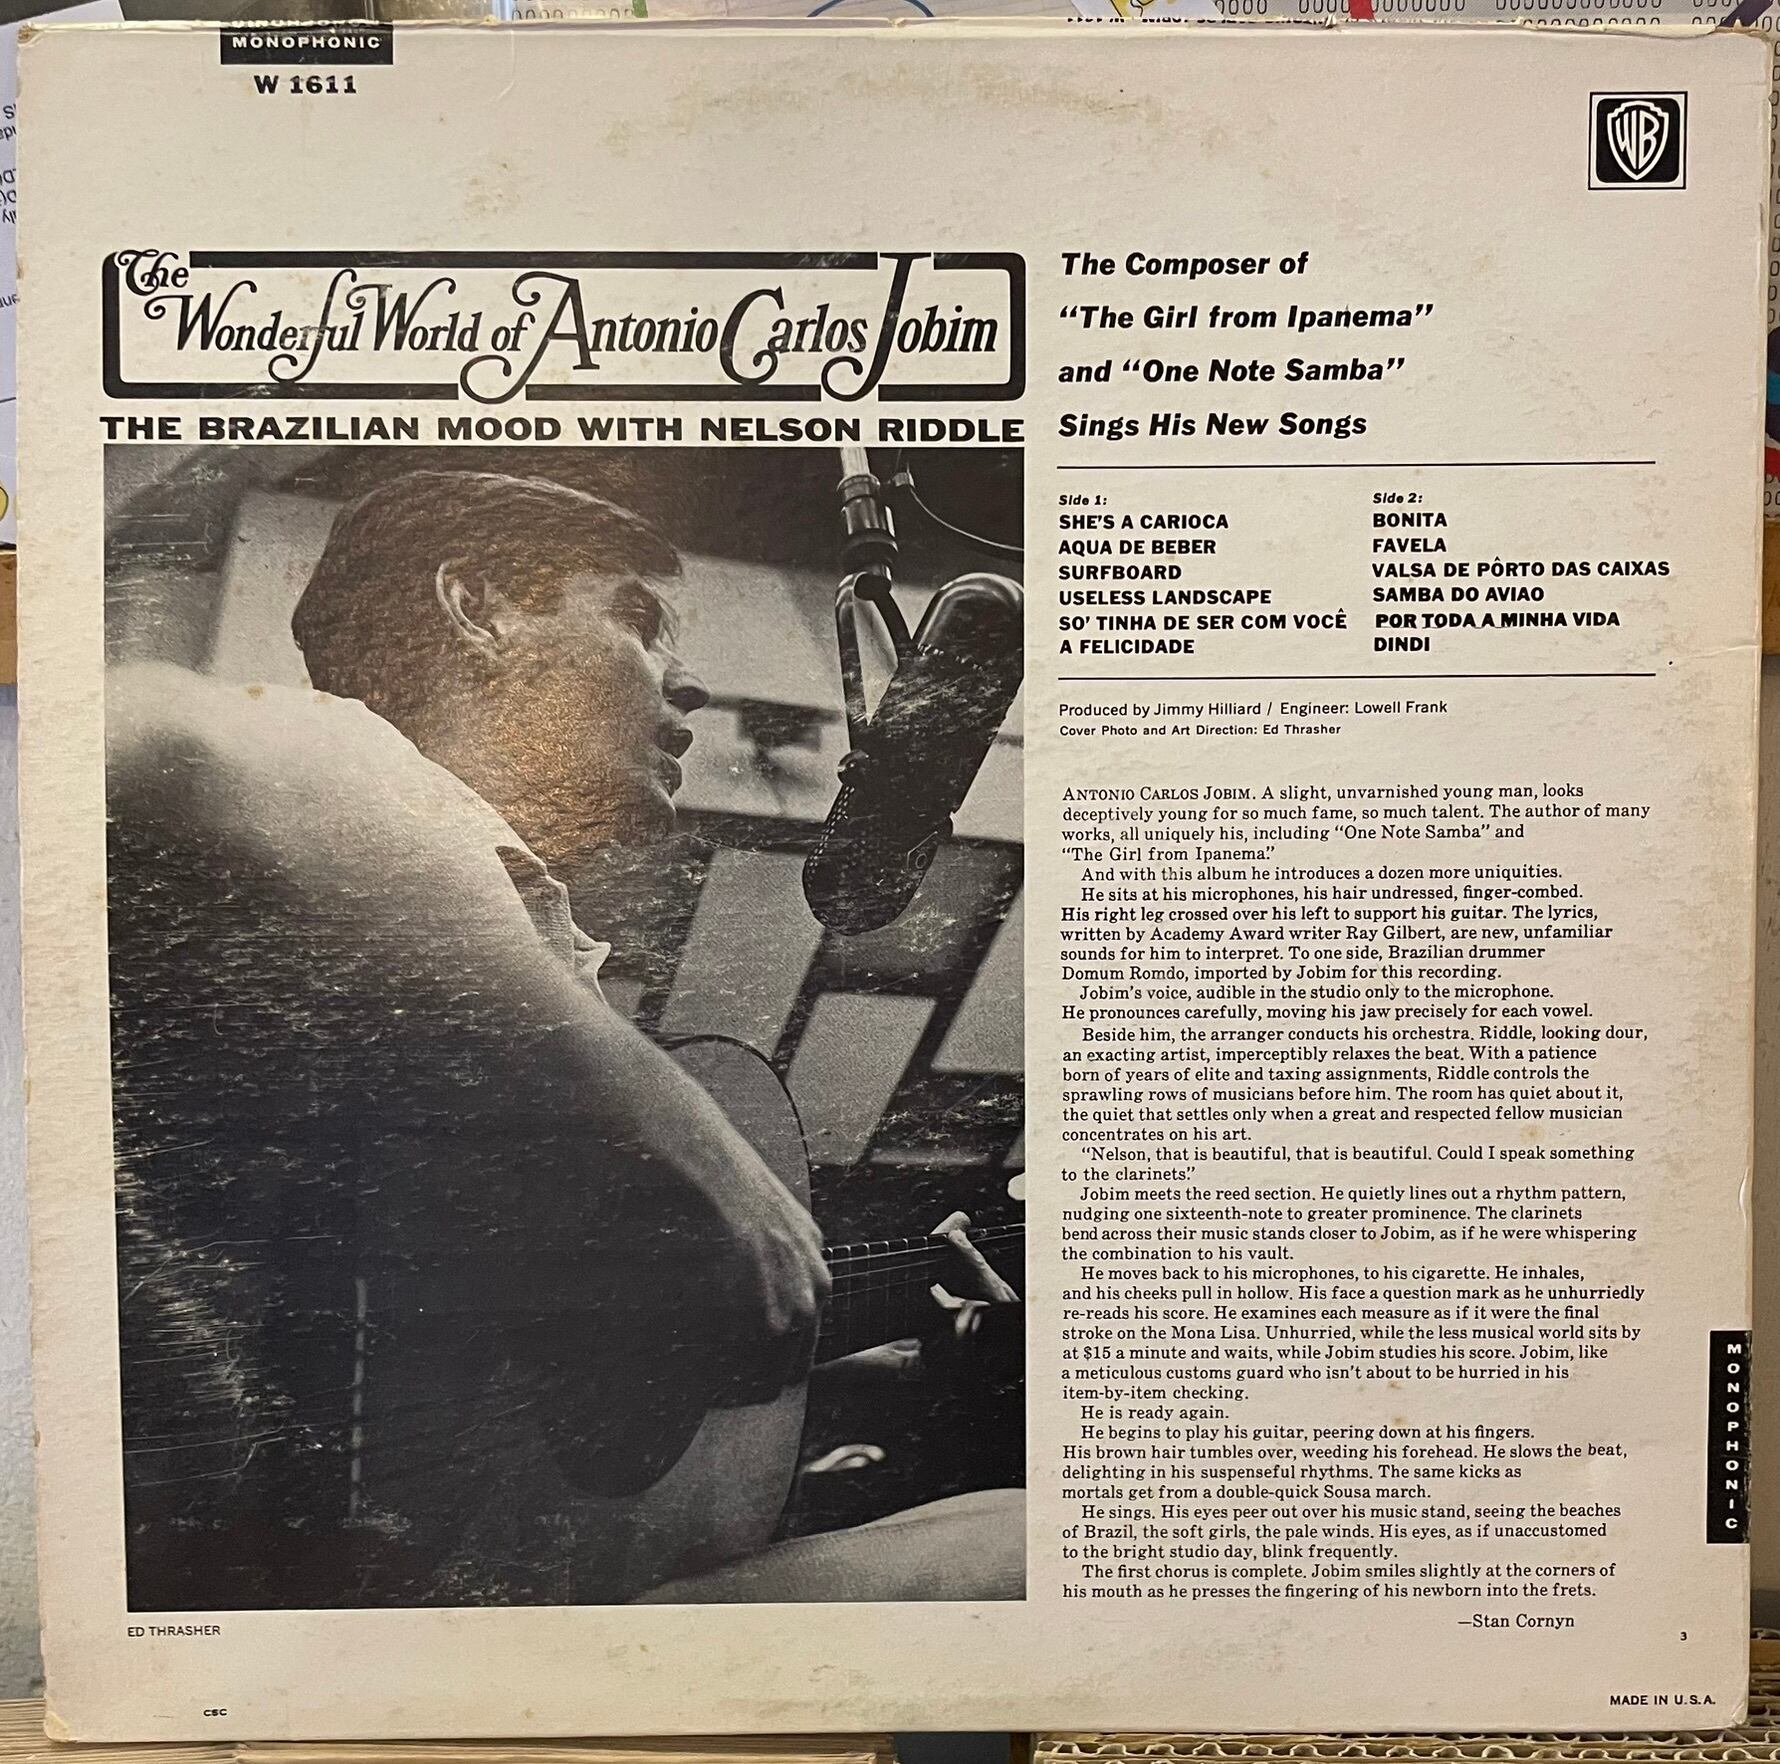 MONOPHONIC
W 1611
WB
The
Wonderful World of Antonio Carlos Jobim
THE BRAZILIAN MOOD WITH NELSON RIDDLE
The Composer of
“The Girl from Ipanema”
and “One Note Samba”
Sings His New Songs
Side 1:
SHE'S A CARIOCA
AQUA DE BEBER
SURFBOARD
USELESS LANDSCAPE
SO' TINHA DE SER COM VOCÊ
A FELICIDADE
Side 2:
BONITA
FAVELA
VALSA DE PÔRTO DAS CAIXAS
SAMBA DO AVIAO
POR TODA A MINHA VIDA
DINDI
Produced by Jimmy Hilliard / Engineer: Lowell Frank
Cover Photo and Art Direction: Ed Thrasher
ANTONIO CARLOS JOBIM. A slight, unvarnished young man, looks
deceptively young for so much fame, so much talent. The author of many
works, all uniquely his, including “One Note Samba” and
“The Girl from Ipanema.”
And with this album he introduces a dozen more uniquities.
He sits at his microphones, his hair undressed, finger-combed.
His right leg crossed over his left to support his guitar. The lyrics,
written by Academy Award writer Ray Gilbert, are new, unfamiliar
sounds for him to interpret. To one side, Brazilian drummer
Domum Romdo, imported by Jobim for this recording.
Jobim's voice, audible in the studio only to the microphone.
He pronounces carefully, moving his jaw precisely for each vowel.
Beside him, the arranger conducts his orchestra. Riddle, looking dour,
an exacting artist, imperceptibly relaxes the beat. With a patience
born of years of elite and taxing assignments, Riddle controls the
sprawling rows of musicians before him. The room has quiet about it,
the quiet that settles only when a great and respected fellow musician
concentrates on his art.
“Nelson, that is beautiful, that is beautiful. Could I speak something
to the clarinets.”
Jobim meets the reed section. He quietly lines out a rhythm pattern,
nudging one sixteenth-note to greater prominence. The clarinets
bend across their music stands closer to Jobim, as if he were whispering
the combination to his vault.
He moves back to his microphones, to his cigarette. He inhales,
and his cheeks pull in hollow. His face a question mark as he unhurriedly
re-reads his score. He examines each measure as if it were the final
stroke on the Mona Lisa. Unhurried, while the less musical world sits by
at $15 a minute and waits, while Jobim studies his score. Jobim, like
a meticulous customs guard who isn't about to be hurried in his
item-by-item checking.
He is ready again.
He begins to play his guitar, peering down at his fingers.
His brown hair tumbles over, weeding his forehead. He slows the beat,
delighting in his suspenseful rhythms. The same kicks as
mortals get from a double-quick Sousa march.
He sings. His eyes peer out over his music stand, seeing the beaches
of Brazil, the soft girls, the pale winds. His eyes, as if unaccustomed
to the bright studio day, blink frequently.
The first chorus is complete. Jobim smiles slightly at the corners of
his mouth as he presses the fingering of his newborn into the frets.
—Stan Cornyn
MONOPHONIC
ED THRASHER
3
CSC
MADE IN U.S.A.